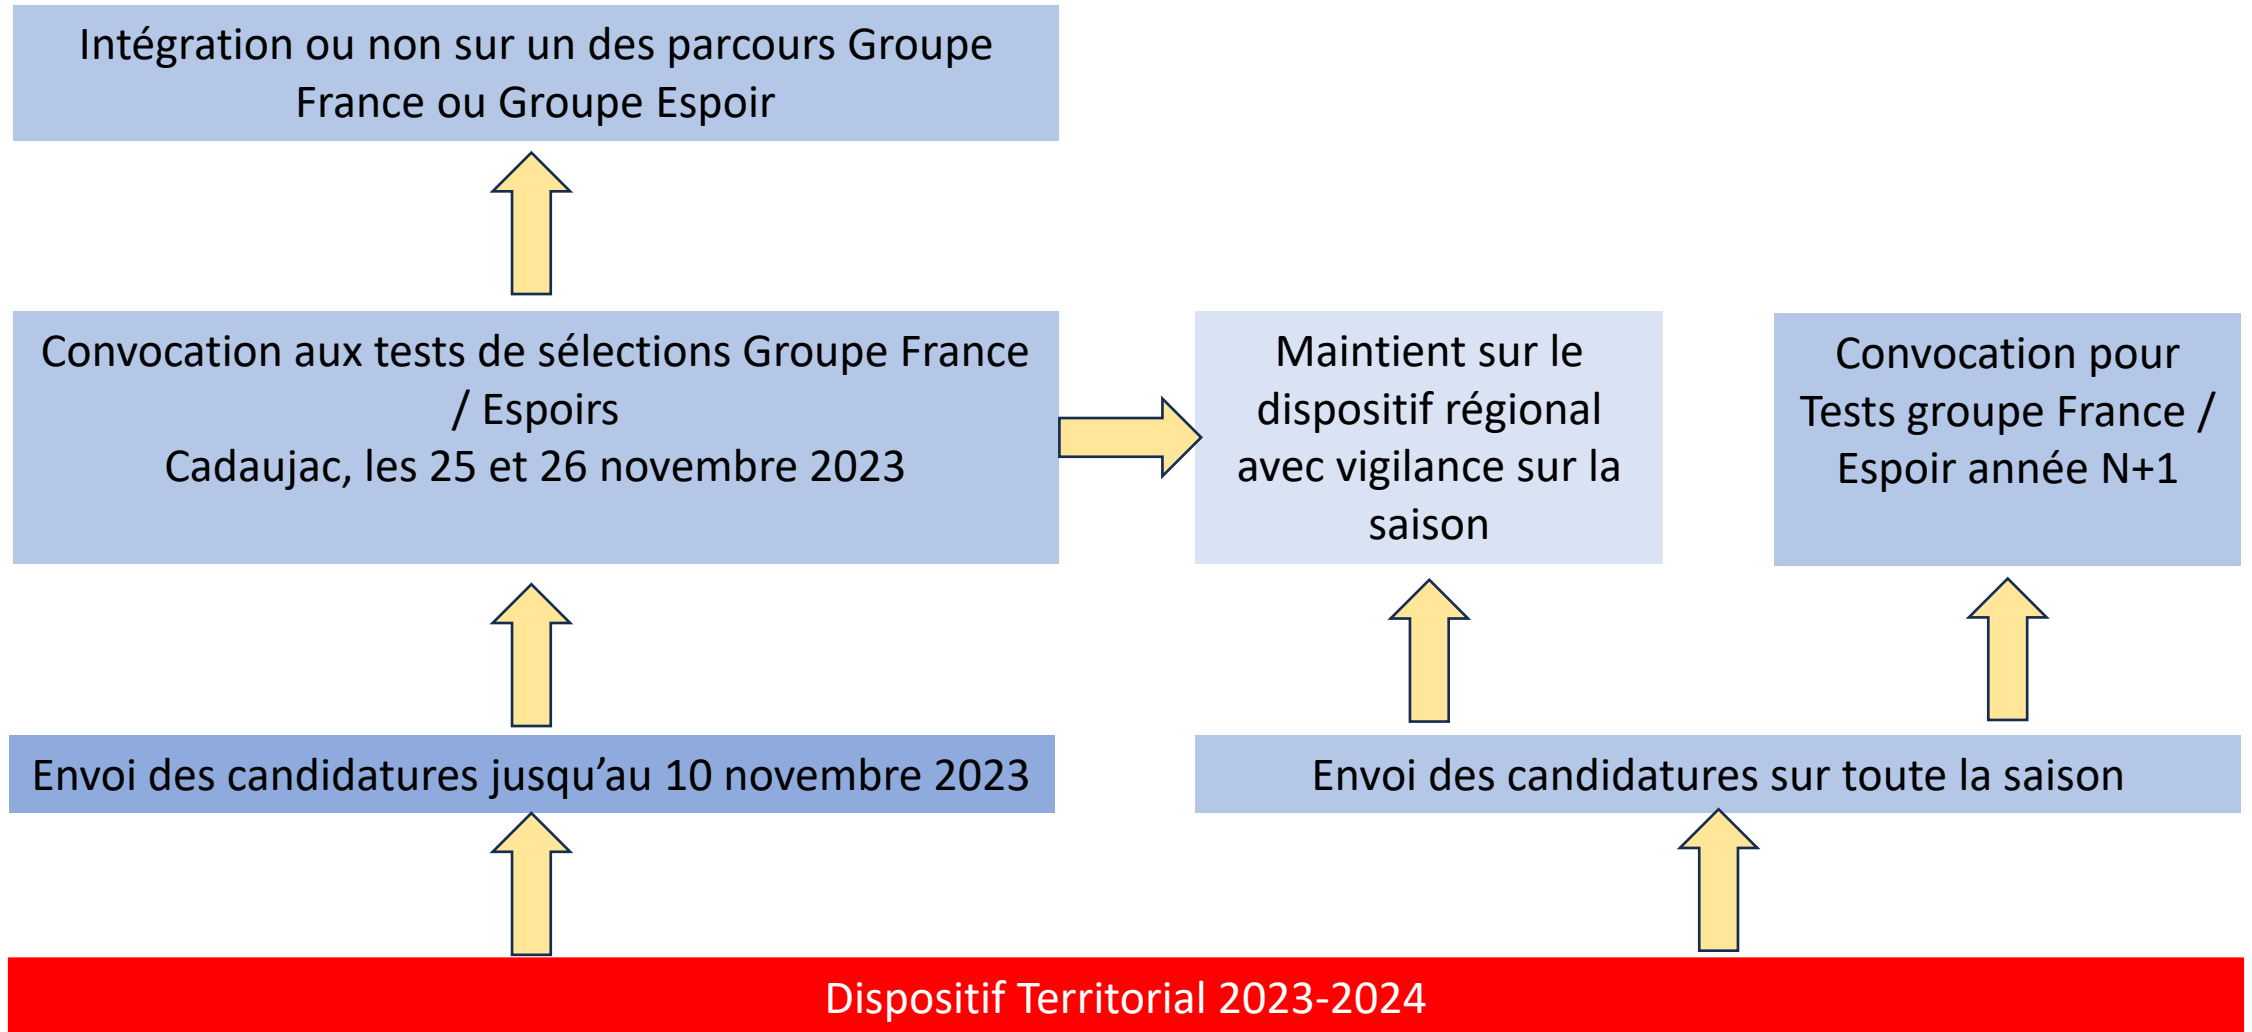 Intégration ou non sur un des parcours Groupe
France ou Groupe Espoir
Convocation aux tests de sélections Groupe France
/ Espoirs
Cadaujac, les 25 et 26 novembre 2023
Maintient sur le
dispositif régional
avec vigilance sur la
saison
Convocation pour
Tests groupe France /
Espoir année N+1
Envoi des candidatures jusqu’au 10 novembre 2023
Envoi des candidatures sur toute la saison
Dispositif Territorial 2023-2024